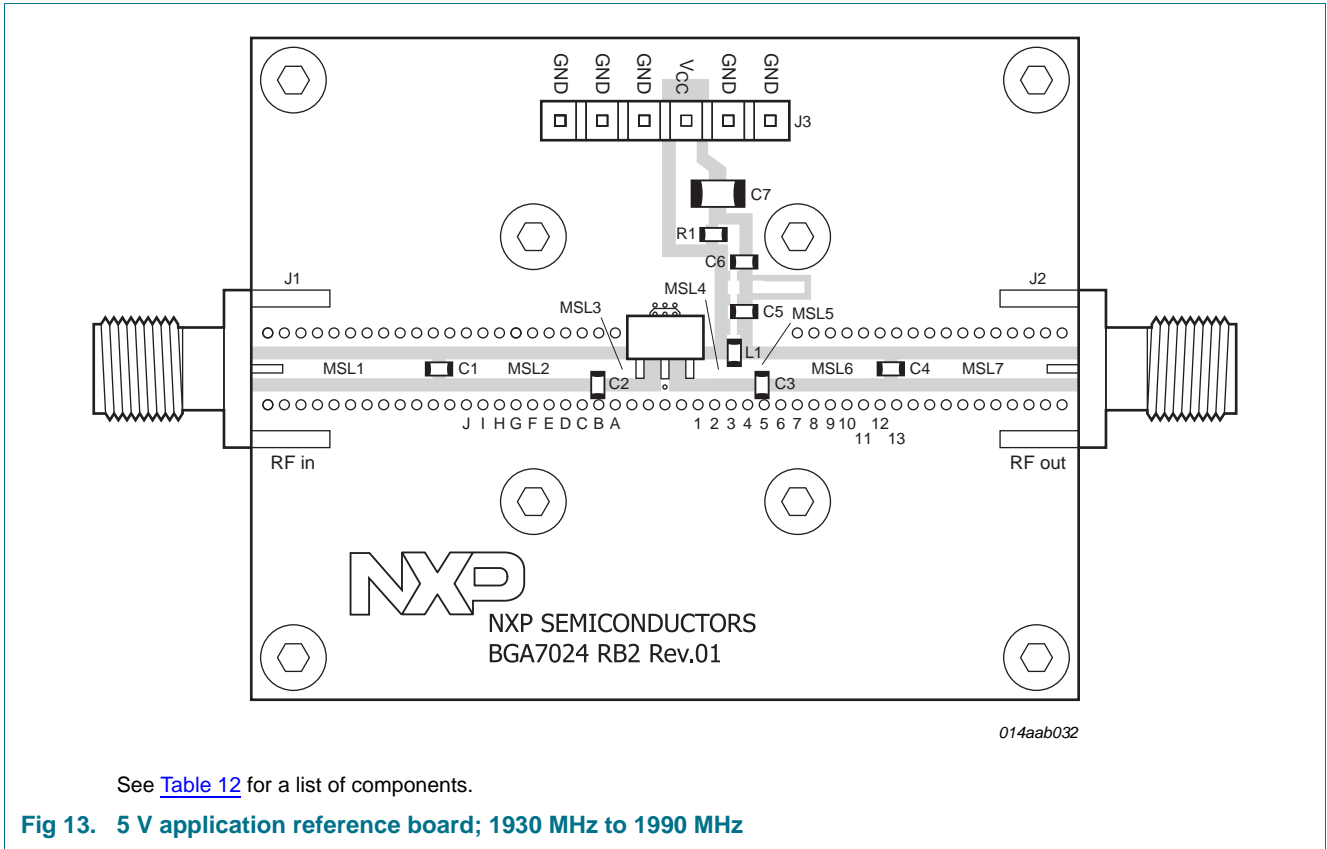 GND GND GND VCC GND GND
J3
C7
R1
C6
J1
MSL4
J2
MSL3
C5
MSL5
L1
MSL1
C1
MSL2
MSL6
C4
MSL7
C2
C3
J I H G F E D C B A
1 2 3 4 5 6 7 8 9 10 12
11 13
RF in
RF out
NXP
NXP SEMICONDUCTORS
BGA7024 RB2 Rev.01
014aab032
See Table 12 for a list of components.
Fig 13. 5 V application reference board; 1930 MHz to 1990 MHz